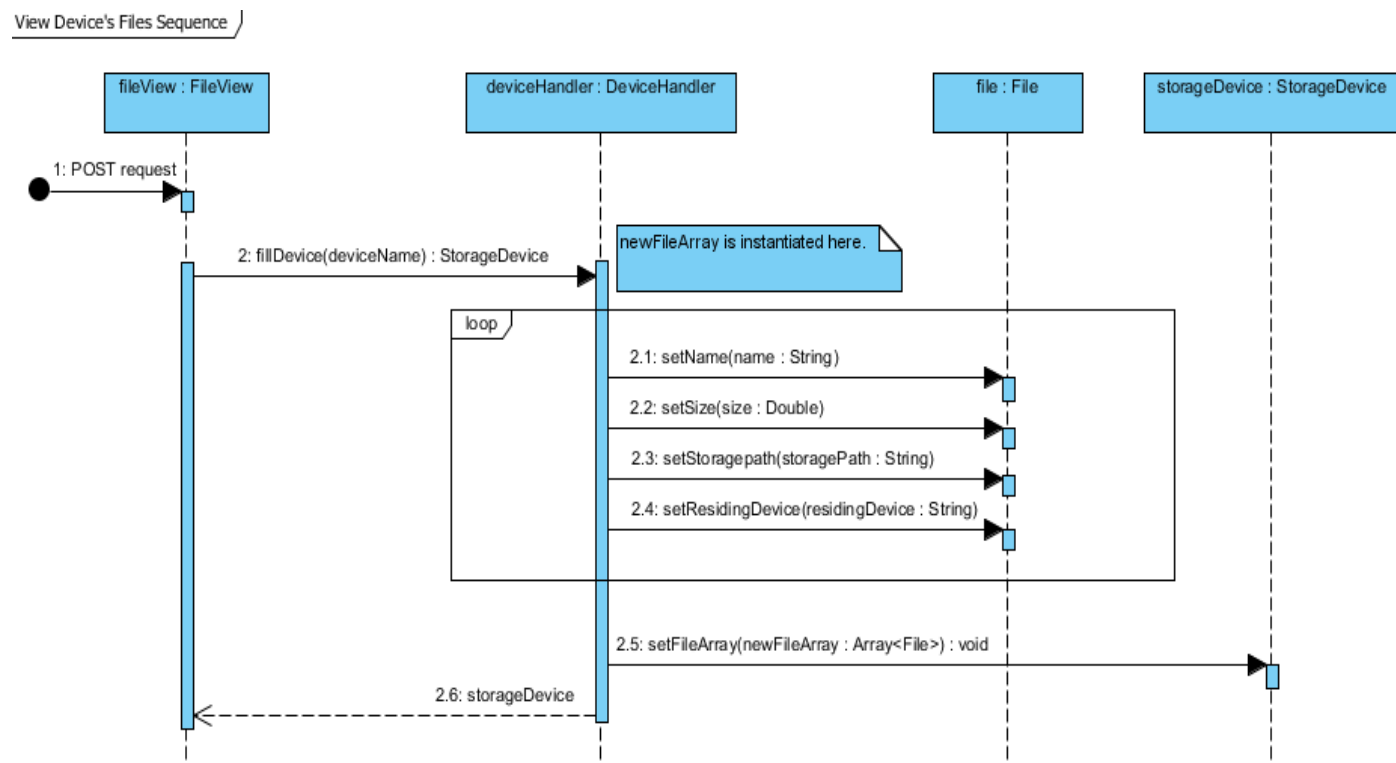 View Device's Files Sequence
fileView : FileView
deviceHandler : DeviceHandler
file : File
storageDevice : StorageDevice
1: POST request
newFileArray is instantiated here.
2: fillDevice(deviceName) : StorageDevice
loop
2.1: setName(name : String)
2.2: setSize(size : Double)
2.3: setStoragepath(storagePath : String)
2.4: setResidingDevice(residingDevice : String)
2.5: setFileArray(newFileArray : Array<File>) : void
2.6: storageDevice